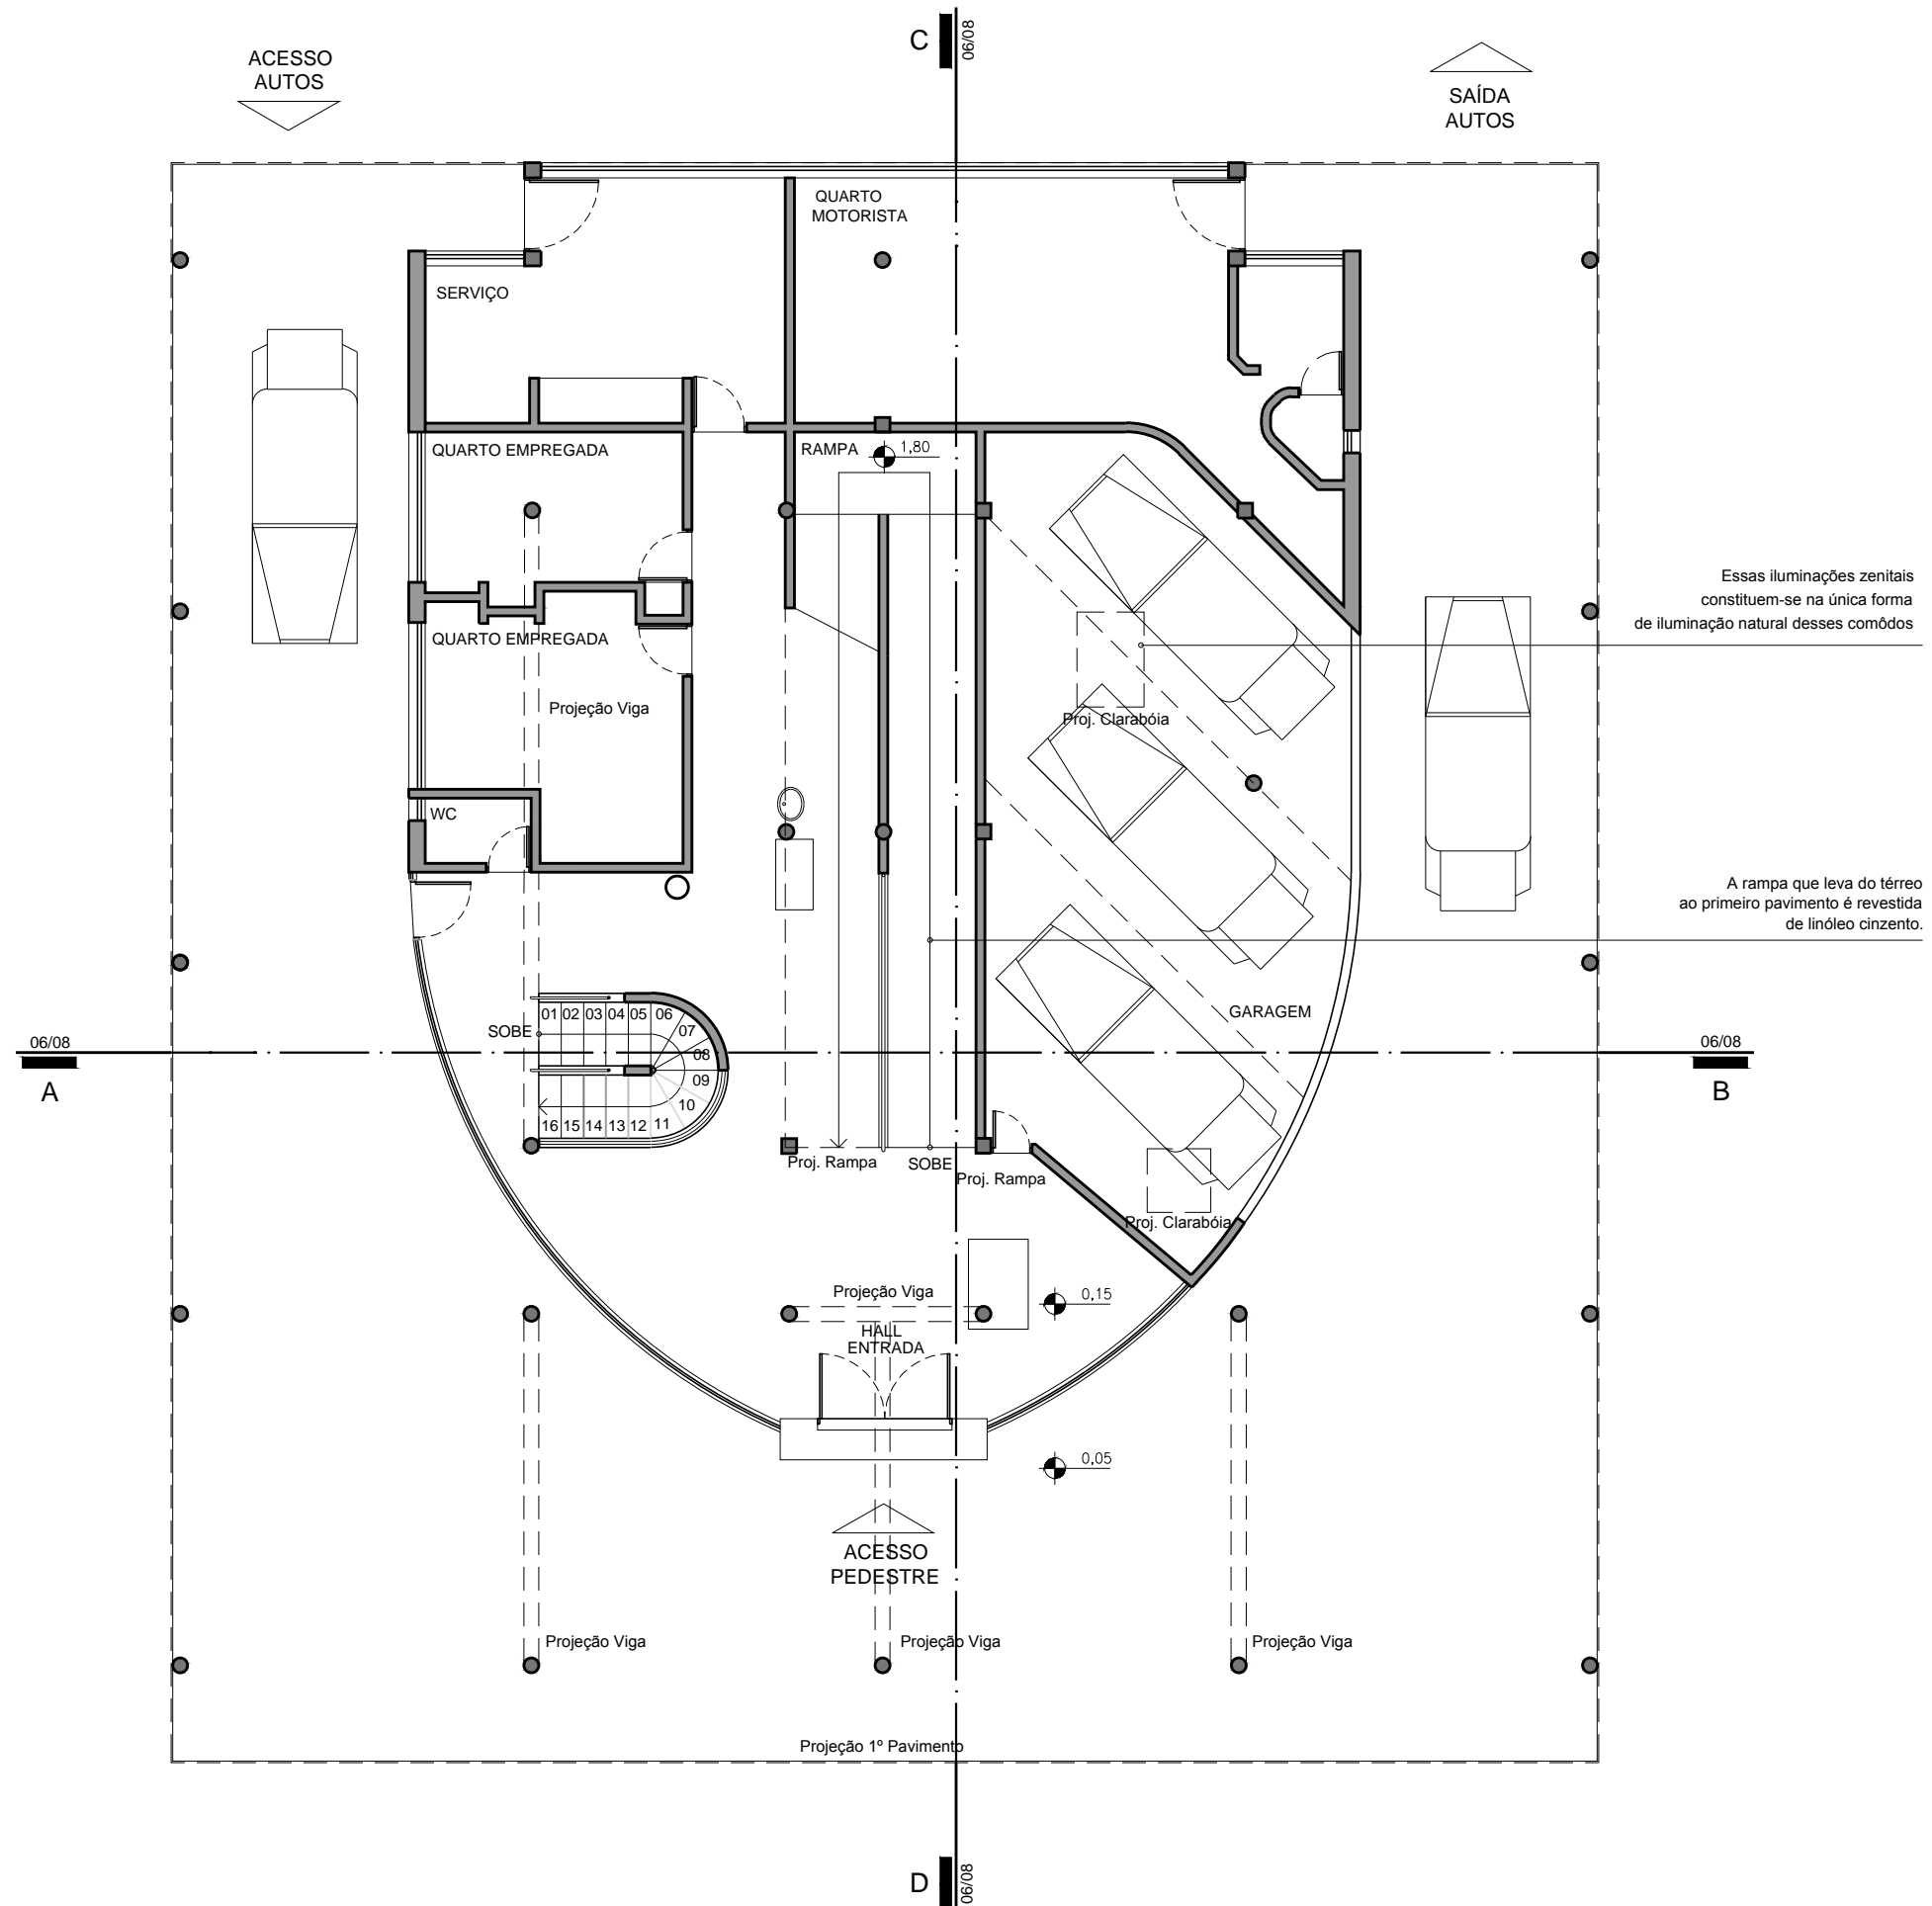 C
06/08
ACESSO
AUTOS
SAÍDA
AUTOS
QUARTO
MOTORISTA
SERVIÇO
QUARTO EMPREGADA
RAMPA
1,80
Essas iluminações zenitais
constituem-se na única forma
de iluminação natural desses comôdos
QUARTO EMPREGADA
Projeção Viga
Proj. Clarabóia
WC
A rampa que leva do térreo
ao primeiro pavimento é revestida
de linóleo cinzento.
GARAGEM
01 02 03 04 05 06
07
08
09
10
16 15 14 13 12 11
SOBE
06/08
A
06/08
B
Proj. Rampa
SOBE
Proj. Rampa
Proj. Clarabóia
Projeção Viga
0,15
HALL
ENTRADA
0,05
ACESSO
PEDESTRE
Projeção Viga
Projeção Viga
Projeção Viga
Projeção 1º Pavimento
D
06/08